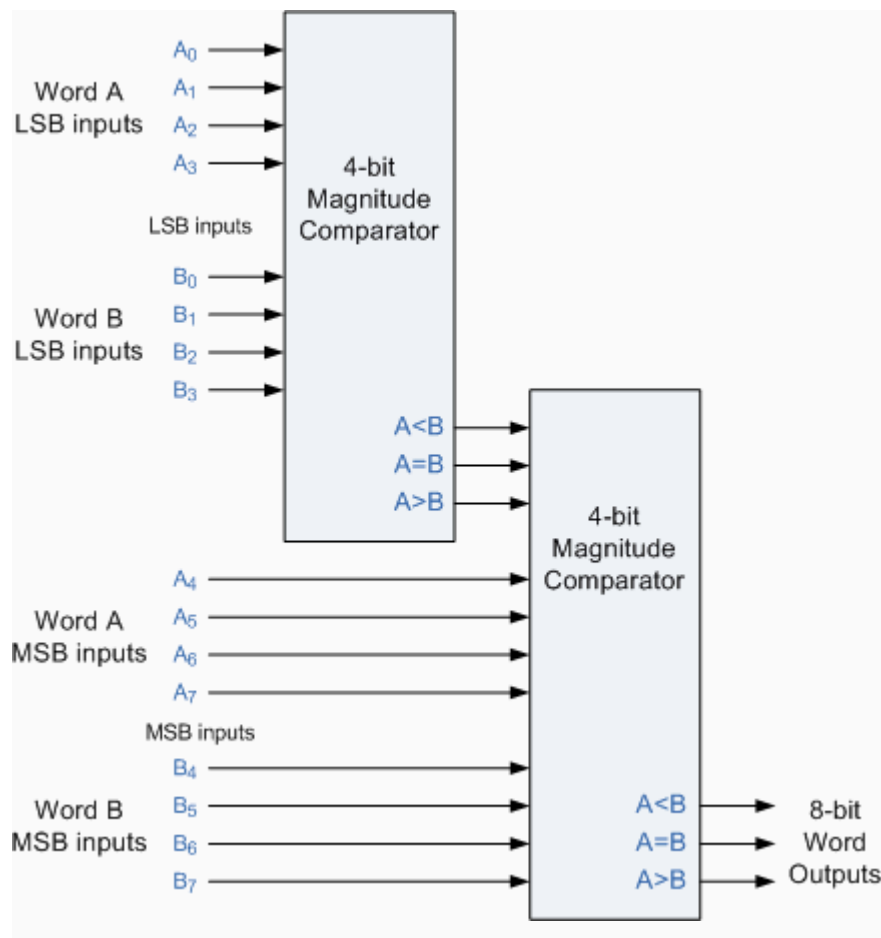 A₀
Word A
LSB inputs
A₁
A₂
A₃
4-bit
Magnitude
Comparator
LSB inputs
B₀
Word B
LSB inputs
B₁
B₂
B₃
A<B
A=B
A>B
4-bit
Magnitude
Comparator
A₄
Word A
MSB inputs
A₅
A₆
A₇
MSB inputs
B₄
Word B
MSB inputs
B₅
B₆
B₇
A<B
A=B
A>B
8-bit
Word
Outputs